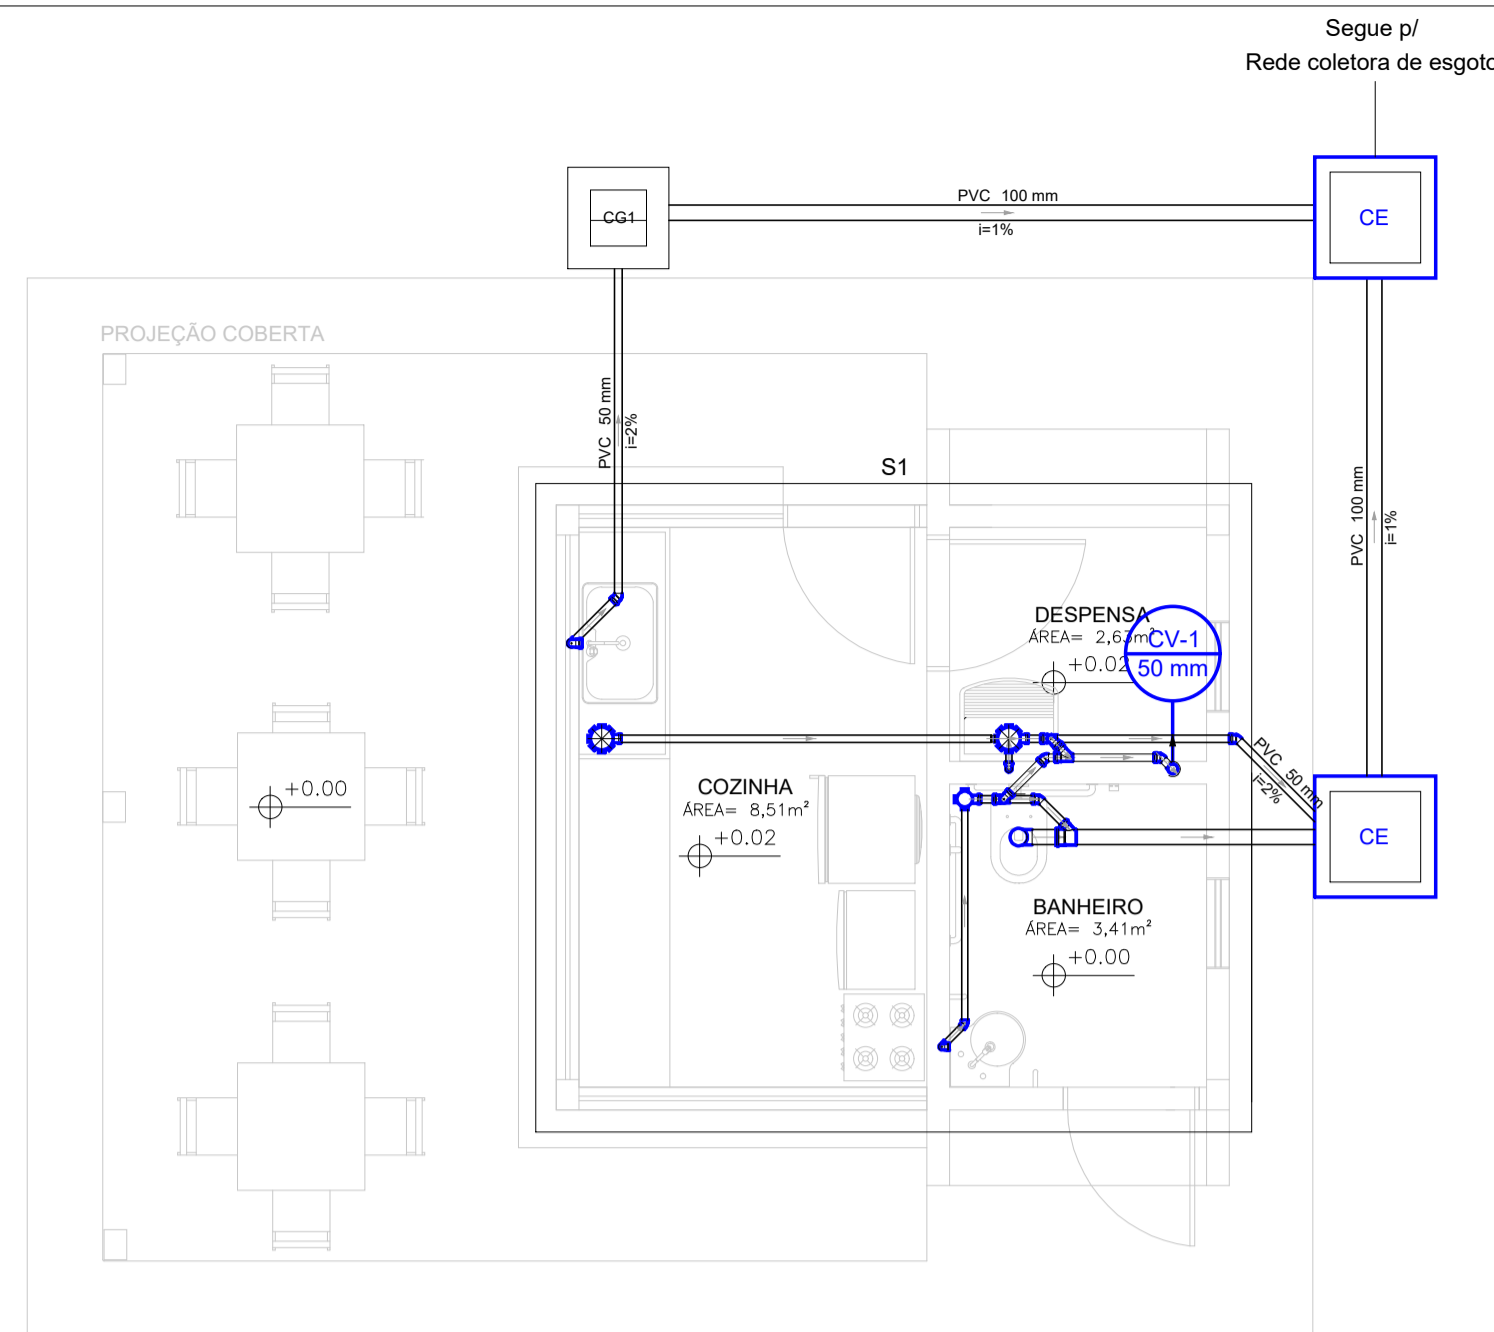 Segue p/
Rede coletora de esgoto
PVC 100 mm
i=1%
CG1
CE
PROJEÇÃO COBERTA
PVC 50 mm
i=2%
S1
PVC 100 mm
i=1%
DESPENSA
ÁREA= 2,63m²
+0.02
CV-1
50 mm
PVC 50 mm
i=2%
+0.00
COZINHA
ÁREA= 8,51m²
+0.02
CE
BANHEIRO
ÁREA= 3,41m²
+0.00